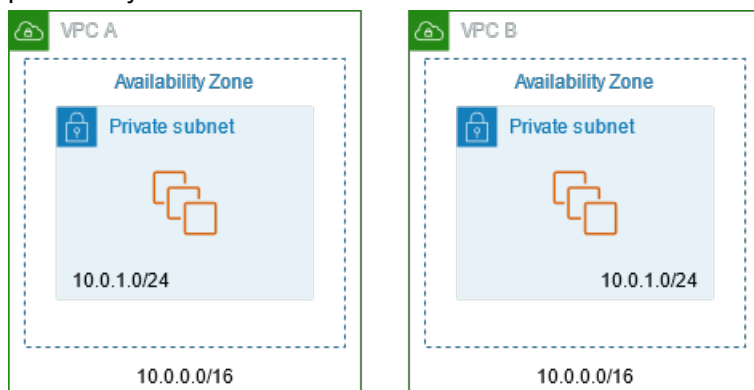 VPC A
Availability Zone
Private subnet
10.0.1.0/24
10.0.0.0/16
VPC B
Availability Zone
Private subnet
10.0.1.0/24
10.0.0.0/16